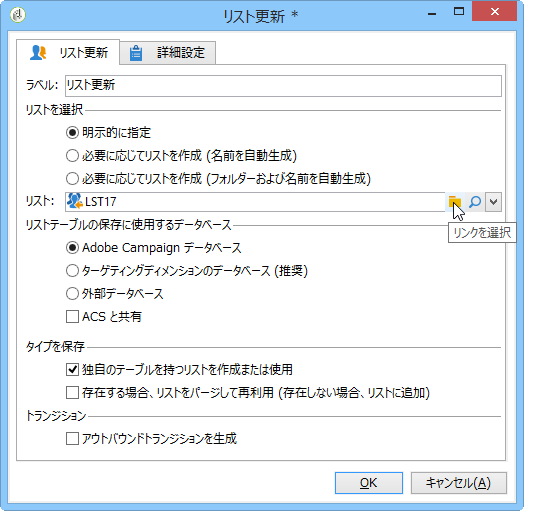 リスト更新 *
リスト更新
詳細設定
ラベル: リスト更新
リストを選択
明示的に指定
必要に応じてリストを作成 (名前を自動生成)
必要に応じてリストを作成 (フォルダーおよび名前を自動生成)
リスト: LST17
リンクを選択
リストテーブルの保存に使用するデータベース
Adobe Campaign データベース
ターゲティングディメンションのデータベース (推奨)
外部データベース
ACS と共有
タイプを保存
独自のテーブルを持つリストを作成または使用
存在する場合、リストをパージして再利用 (存在しない場合、リストに追加)
トランジション
アウトバウンドトランジションを生成
OK
キャンセル(A)